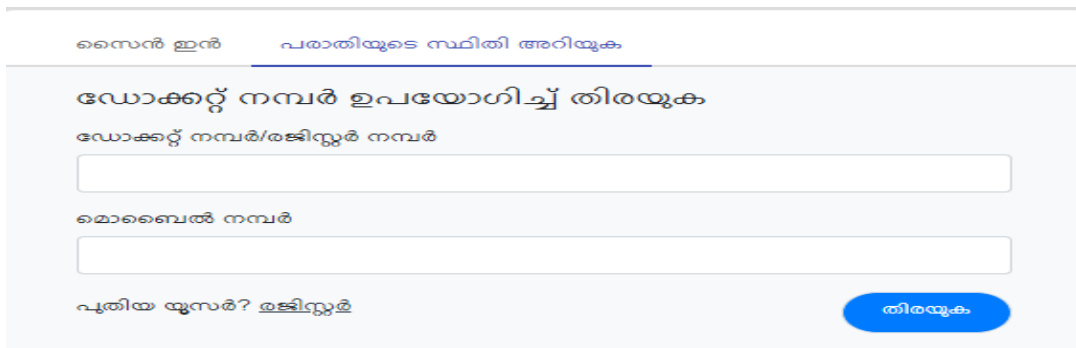 സൈൻ ഇൻ പരാതിയുടെ സ്ഥിതി അറിയുക
ഡോക്കറ്റ് നമ്പർ ഉപയോഗിച്ച് തിരയുക
ഡോക്കറ്റ് നമ്പർ/രജിസ്റ്റർ നമ്പർ
മൊബൈൽ നമ്പർ
പുതിയ യൂസർ? രജിസ്റ്റർ തിരയുക